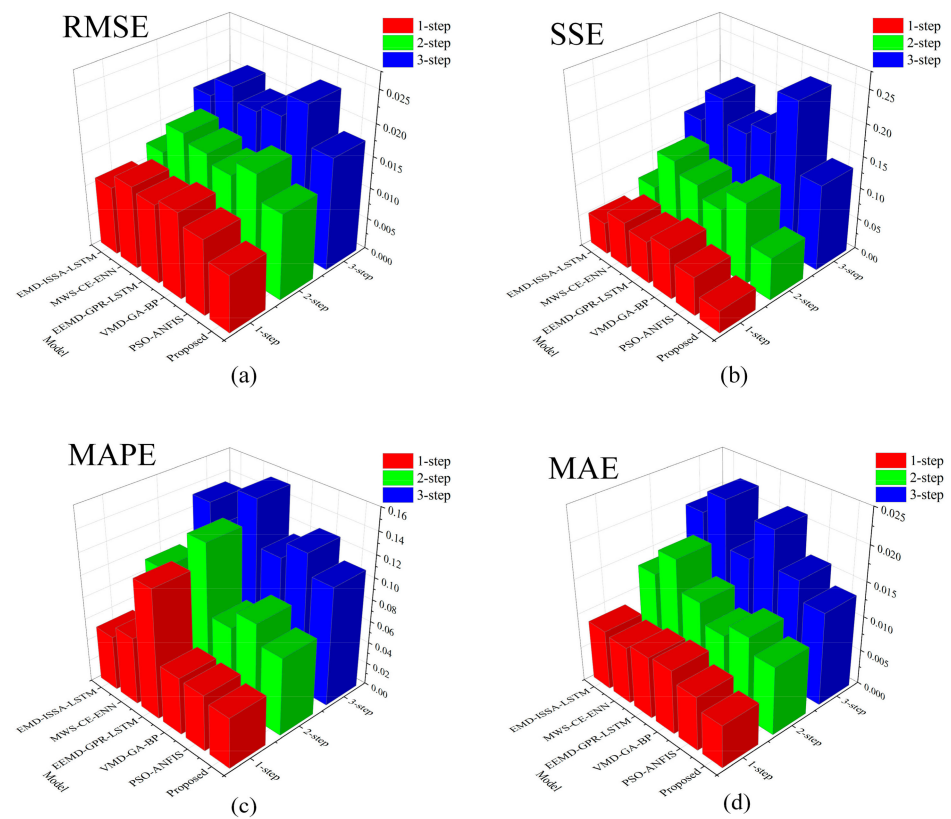 RMSE
1-step
2-step
3-step
0.025
0.020
0.015
0.010
0.005
0.000
EMD-ISSA-LSTM
MWS-CE-ENN
EEMD-GPR-LSTM
VMD-GA-BP
PSO-ANFIS
Proposed
Model
1-step
2-step
3-step
(a)
SSE
1-step
2-step
3-step
0.25
0.20
0.15
0.10
0.05
0.00
EMD-ISSA-LSTM
MWS-CE-ENN
EEMD-GPR-LSTM
VMD-GA-BP
PSO-ANFIS
Proposed
Model
1-step
2-step
3-step
(b)
MAPE
1-step
2-step
3-step
0.16
0.14
0.12
0.10
0.08
0.06
0.04
0.02
0.00
EMD-ISSA-LSTM
MWS-CE-ENN
EEMD-GPR-LSTM
VMD-GA-BP
PSO-ANFIS
Proposed
Model
1-step
2-step
3-step
(c)
MAE
1-step
2-step
3-step
0.025
0.020
0.015
0.010
0.005
0.000
EMD-ISSA-LSTM
MWS-CE-ENN
EEMD-GPR-LSTM
VMD-GA-BP
PSO-ANFIS
Proposed
Model
1-step
2-step
3-step
(d)